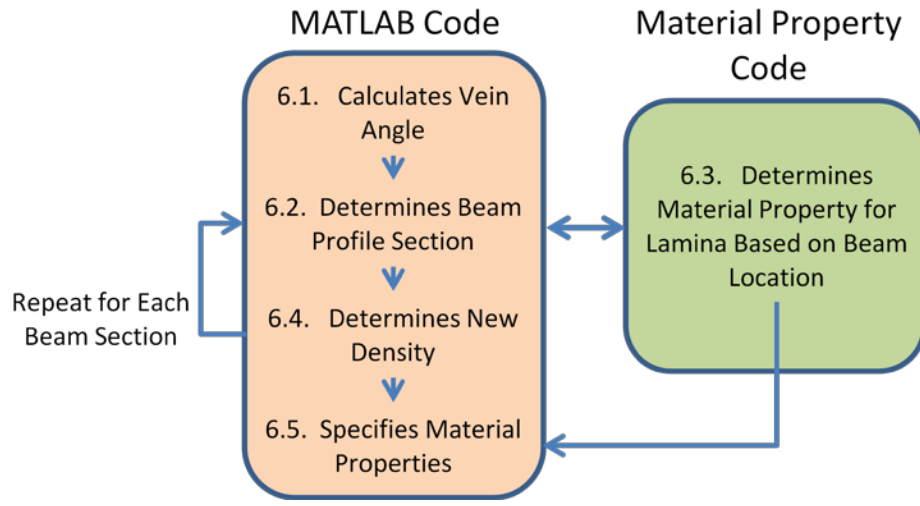 MATLAB Code
6.1. Calculates Vein
Angle
6.2. Determines Beam
Profile Section
6.4. Determines New
Density
6.5. Specifies Material
Properties
Repeat for Each
Beam Section
Material Property
Code
6.3. Determines
Material Property for
Lamina Based on Beam
Location